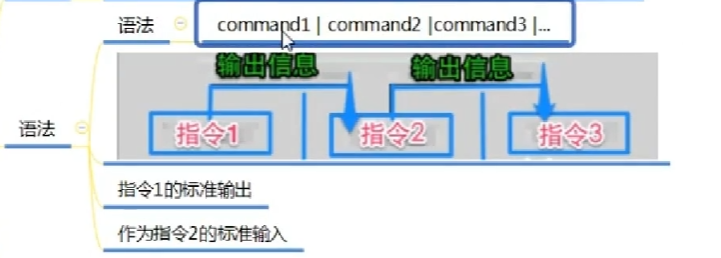 语法
语法
command1 | command2 |command3 |...
输出信息
输出信息
指令1
指令2
指令3
指令1的标准输出
作为指令2的标准输入